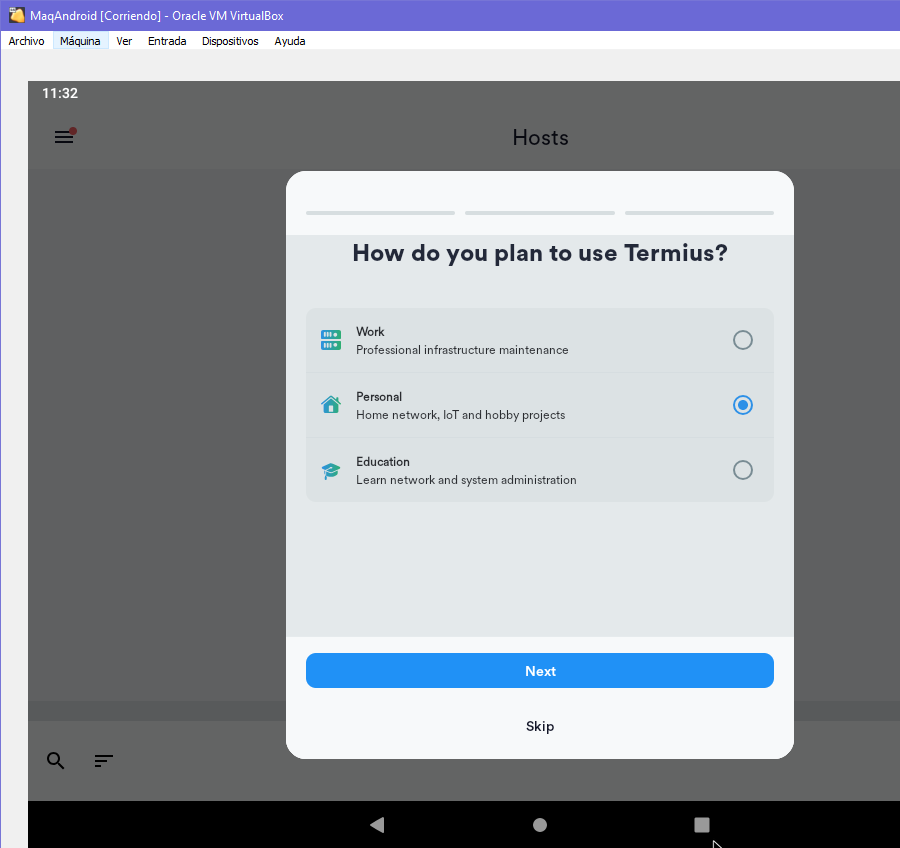 MaqAndroid [Corriendo] - Oracle VM VirtualBox
Archivo Máquina Ver Entrada Dispositivos Ayuda
11:32
Hosts
How do you plan to use Termius?
Work
Professional infrastructure maintenance
Personal
Home network, IoT and hobby projects
Education
Learn network and system administration
Next
Skip